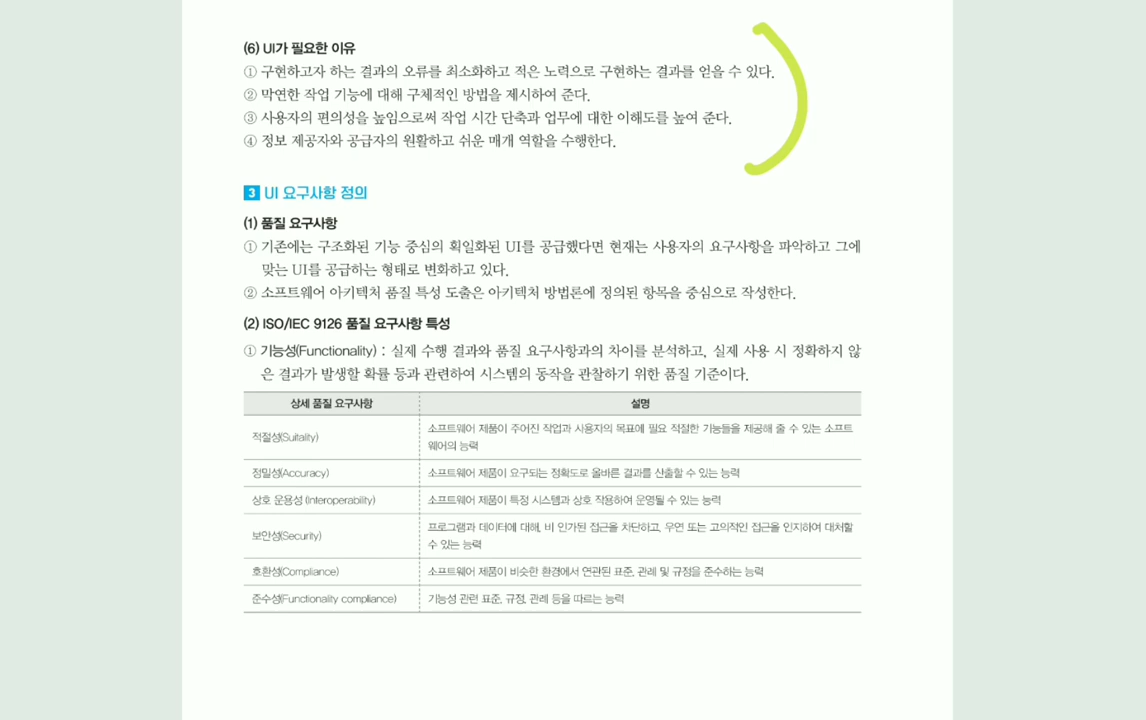 (6) UI가 필요한 이유
① 구현하고자 하는 결과의 오류를 최소화하고 적은 노력으로 구현하는 결과를 얻을 수 있다.
② 막연한 작업 기능에 대해 구체적인 방법을 제시하여 준다.
③ 사용자의 편의성을 높임으로써 작업 시간 단축과 업무에 대한 이해도를 높여 준다.
④ 정보 제공자와 공급자의 원활하고 쉬운 매개 역할을 수행한다.
3 UI 요구사항 정의
(1) 품질 요구사항
① 기존에는 구조화된 기능 중심의 획일화된 UI를 공급했다면 현재는 사용자의 요구사항을 파악하고 그에
맞는 UI를 공급하는 형태로 변화하고 있다.
② 소프트웨어 아키텍처 품질 특성 도출은 아키텍처 방법론에 정의된 항목을 중심으로 작성한다.
(2) ISO/IEC 9126 품질 요구사항 특성
① 기능성(Functionality) : 실제 수행 결과와 품질 요구사항과의 차이를 분석하고, 실제 사용 시 정확하지 않
은 결과가 발생할 확률 등과 관련하여 시스템의 동작을 관찰하기 위한 품질 기준이다.
상세 품질 요구사항 설명
적절성(Suitality) 소프트웨어 제품이 주어진 작업과 사용자의 목표에 필요 적절한 기능들을 제공해 줄 수 있는 소프트
웨어의 능력
정밀성(Accuracy) 소프트웨어 제품이 요구되는 정확도로 올바른 결과를 산출할 수 있는 능력
상호 운용성 (Interoperability) 소프트웨어 제품이 특정 시스템과 상호 작용하여 운영될 수 있는 능력
보안성(Security) 프로그램과 데이터에 대해, 비 인가된 접근을 차단하고, 우연 또는 고의적인 접근을 인지하여 대처할
수 있는 능력
호환성(Compliance) 소프트웨어 제품이 비슷한 환경에서 연관된 표준, 관례 및 규정을 준수하는 능력
준수성(Functionality compliance) 기능성 관련 표준, 규정, 관례 등을 따르는 능력